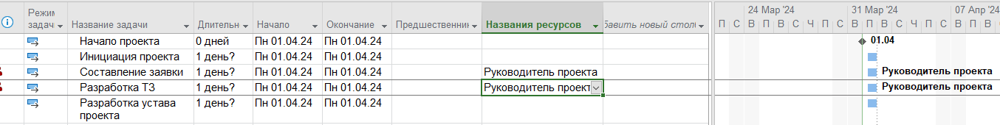 Режим задач Название задачи Длительн Начало Окончание Предшественник Названия ресурсов бавить новый столб
24 Мар '24 31 Мар '24 07 Апр '24
П С В П В С Ч П С В П В С Ч П С В П В
Начало проекта 0 дней Пн 01.04.24 Пн 01.04.24 01.04
Инициация проекта 1 день? Пн 01.04.24 Пн 01.04.24
Составление заявки 1 день? Пн 01.04.24 Пн 01.04.24 Руководитель проекта Руководитель проекта
Разработка ТЗ 1 день? Пн 01.04.24 Пн 01.04.24 Руководитель проект Руководитель проекта
Разработка устава 1 день? Пн 01.04.24 Пн 01.04.24
проекта